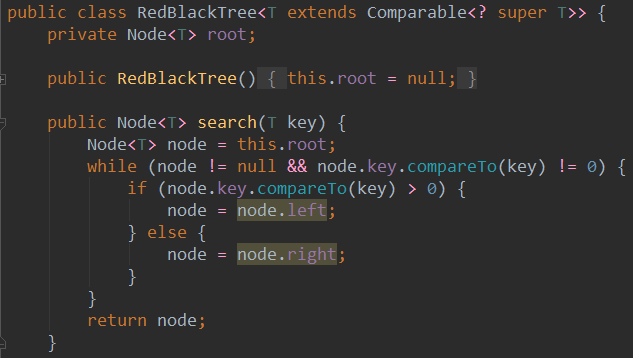 public class RedBlackTree<T extends Comparable<? super T>> {
    private Node<T> root;

    public RedBlackTree() { this.root = null; }

    public Node<T> search(T key) {
        Node<T> node = this.root;
        while (node != null && node.key.compareTo(key) != 0) {
            if (node.key.compareTo(key) > 0) {
                node = node.left;
            } else {
                node = node.right;
            }
        }
        return node;
    }